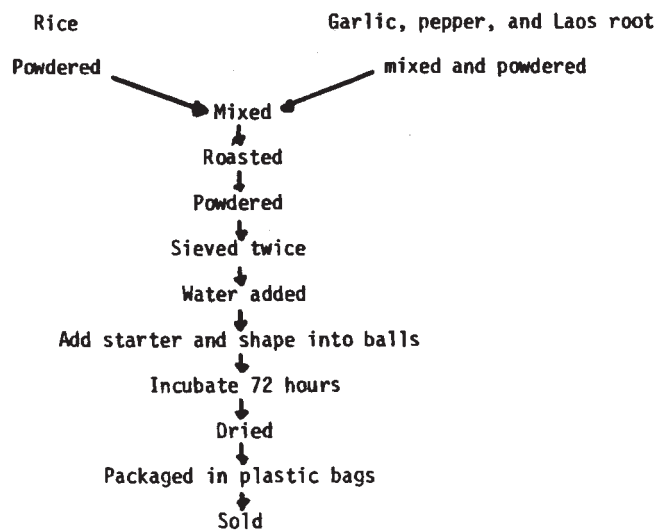 Rice
Garlic, pepper, and Laos root
Powdered
mixed and powdered
Mixed
Roasted
Powdered
Sieved twice
Water added
Add starter and shape into balls
Incubate 72 hours
Dried
Packaged in plastic bags
Sold